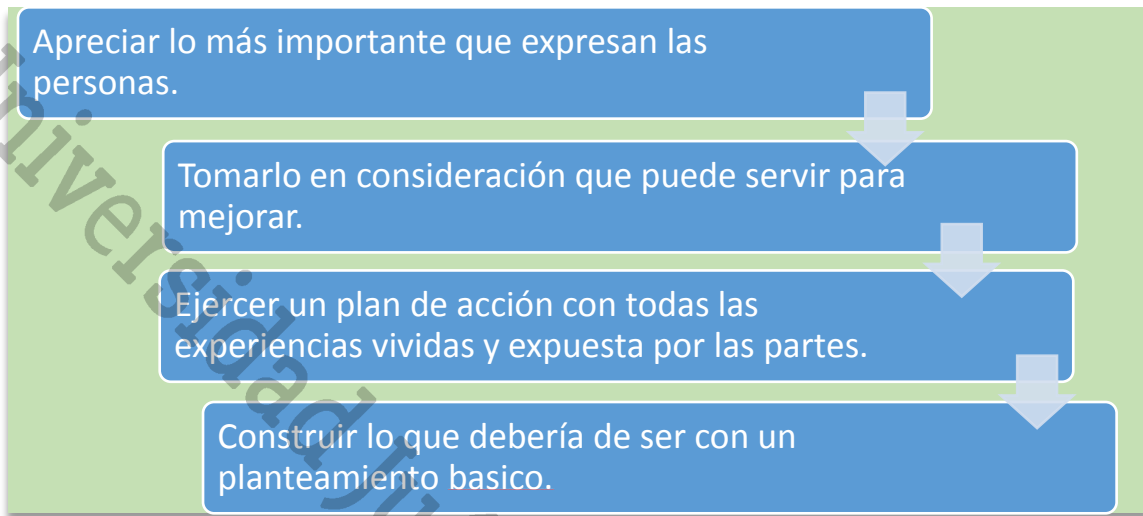 Apreciar lo más importante que expresan las
personas.
Tomarlo en consideración que puede servir para
mejorar.
Ejercer un plan de acción con todas las
experiencias vividas y expuesta por las partes.
Construir lo que debería de ser con un
planteamiento basico.
Universidad